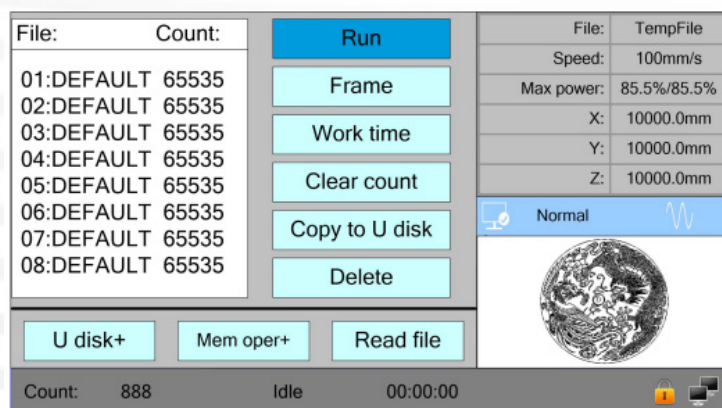 File: Count:
01:DEFAULT 65535
02:DEFAULT 65535
03:DEFAULT 65535
04:DEFAULT 65535
05:DEFAULT 65535
06:DEFAULT 65535
07:DEFAULT 65535
08:DEFAULT 65535
Run
Frame
Work time
Clear count
Copy to U disk
Delete
U disk+
Mem oper+
Read file
File: TempFile
Speed: 100mm/s
Max power: 85.5%/85.5%
X: 10000.0mm
Y: 10000.0mm
Z: 10000.0mm
Normal
Count: 888 Idle 00:00:00